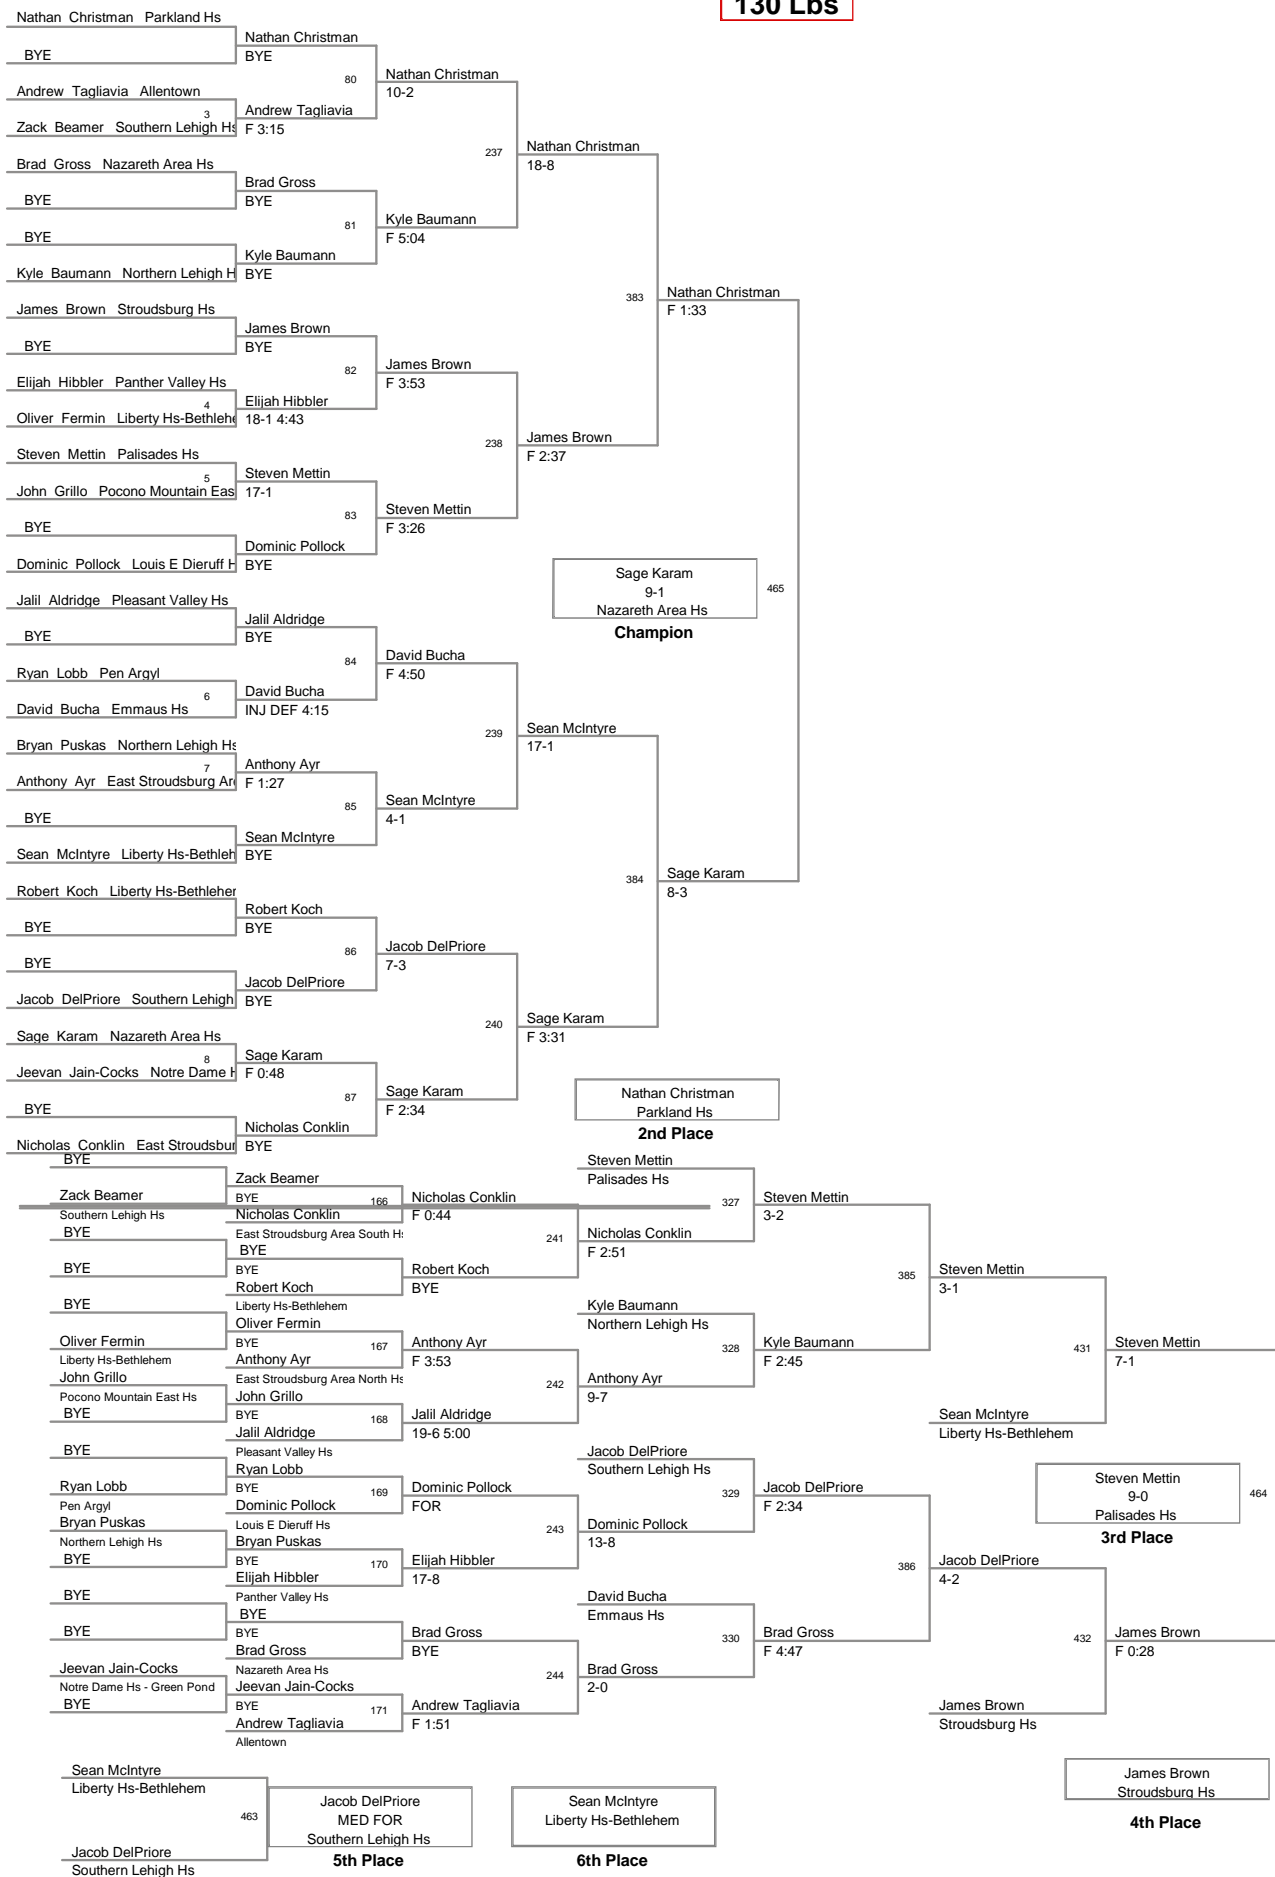 130 Lbs
Nathan Christman Parkland Hs
BYE
Nathan Christman
BYE
80
Nathan Christman
10-2
Andrew Tagliavia Allentown
3
Zack Beamer Southern Lehigh Hs
Andrew Tagliavia
F 3:15
237
Nathan Christman
18-8
Brad Gross Nazareth Area Hs
BYE
Brad Gross
BYE
81
Kyle Baumann
F 5:04
BYE
Kyle Baumann Northern Lehigh H
Kyle Baumann
BYE
383
Nathan Christman
F 1:33
James Brown Stroudsburg Hs
BYE
James Brown
BYE
82
James Brown
F 3:53
Elijah Hibbler Panther Valley Hs
4
Oliver Fermin Liberty Hs-Bethlehe
Elijah Hibbler
18-1 4:43
238
James Brown
F 2:37
Steven Mettin Palisades Hs
5
John Grillo Pocono Mountain Eas
Steven Mettin
17-1
83
Steven Mettin
F 3:26
BYE
Dominic Pollock Louis E Dieruff H
Dominic Pollock
BYE
Sage Karam
9-1
Nazareth Area Hs
Champion
465
Jalil Aldridge Pleasant Valley Hs
BYE
Jalil Aldridge
BYE
84
David Bucha
F 4:50
Ryan Lobb Pen Argyl
6
David Bucha Emmaus Hs
David Bucha
INJ DEF 4:15
239
Sean McIntyre
17-1
Bryan Puskas Northern Lehigh Hs
7
Anthony Ayr East Stroudsburg Ar
Anthony Ayr
F 1:27
85
Sean McIntyre
4-1
BYE
Sean McIntyre Liberty Hs-Bethleh
Sean McIntyre
BYE
384
Sage Karam
8-3
Robert Koch Liberty Hs-Bethleher
BYE
Robert Koch
BYE
86
Jacob DelPriore
7-3
BYE
Jacob DelPriore Southern Lehigh
Jacob DelPriore
BYE
240
Sage Karam
F 3:31
Sage Karam Nazareth Area Hs
8
Jeevan Jain-Cocks Notre Dame H
Sage Karam
F 0:48
87
Sage Karam
F 2:34
BYE
Nicholas Conklin East Stroudsbur
Nicholas Conklin
BYE
Nathan Christman
Parkland Hs
2nd Place
BYE
Zack Beamer
Southern Lehigh Hs
Zack Beamer
BYE
166
Nicholas Conklin
East Stroudsburg Area South Hs
Nicholas Conklin
F 0:44
BYE
BYE
BYE
BYE
Robert Koch
Liberty Hs-Bethlehem
Robert Koch
BYE
241
Nicholas Conklin
F 2:51
Steven Mettin
Palisades Hs
327
Steven Mettin
3-2
BYE
Oliver Fermin
Liberty Hs-Bethlehem
Oliver Fermin
BYE
167
Anthony Ayr
East Stroudsburg Area North Hs
Anthony Ayr
F 3:53
John Grillo
Pocono Mountain East Hs
BYE
John Grillo
BYE
168
Jalil Aldridge
Pleasant Valley Hs
Jalil Aldridge
19-6 5:00
242
Anthony Ayr
9-7
Kyle Baumann
Northern Lehigh Hs
328
Kyle Baumann
F 2:45
385
Steven Mettin
3-1
431
Steven Mettin
7-1
Sean McIntyre
Liberty Hs-Bethlehem
BYE
Ryan Lobb
Pen Argyl
Ryan Lobb
BYE
169
Dominic Pollock
Louis E Dieruff Hs
Dominic Pollock
FOR
Bryan Puskas
Northern Lehigh Hs
BYE
Bryan Puskas
BYE
170
Elijah Hibbler
Panther Valley Hs
Elijah Hibbler
17-8
243
Dominic Pollock
13-8
Jacob DelPriore
Southern Lehigh Hs
329
Jacob DelPriore
F 2:34
Steven Mettin
9-0
Palisades Hs
3rd Place
464
BYE
BYE
BYE
BYE
Brad Gross
Nazareth Area Hs
Brad Gross
BYE
Jeevan Jain-Cocks
Notre Dame Hs - Green Pond
BYE
Jeevan Jain-Cocks
BYE
171
Andrew Tagliavia
Allentown
Andrew Tagliavia
F 1:51
244
Brad Gross
2-0
David Bucha
Emmaus Hs
330
Brad Gross
F 4:47
386
Jacob DelPriore
4-2
432
James Brown
F 0:28
James Brown
Stroudsburg Hs
Sean McIntyre
Liberty Hs-Bethlehem
463
Jacob DelPriore
Southern Lehigh Hs
Jacob DelPriore
MED FOR
Southern Lehigh Hs
5th Place
Sean McIntyre
Liberty Hs-Bethlehem
6th Place
James Brown
Stroudsburg Hs
4th Place